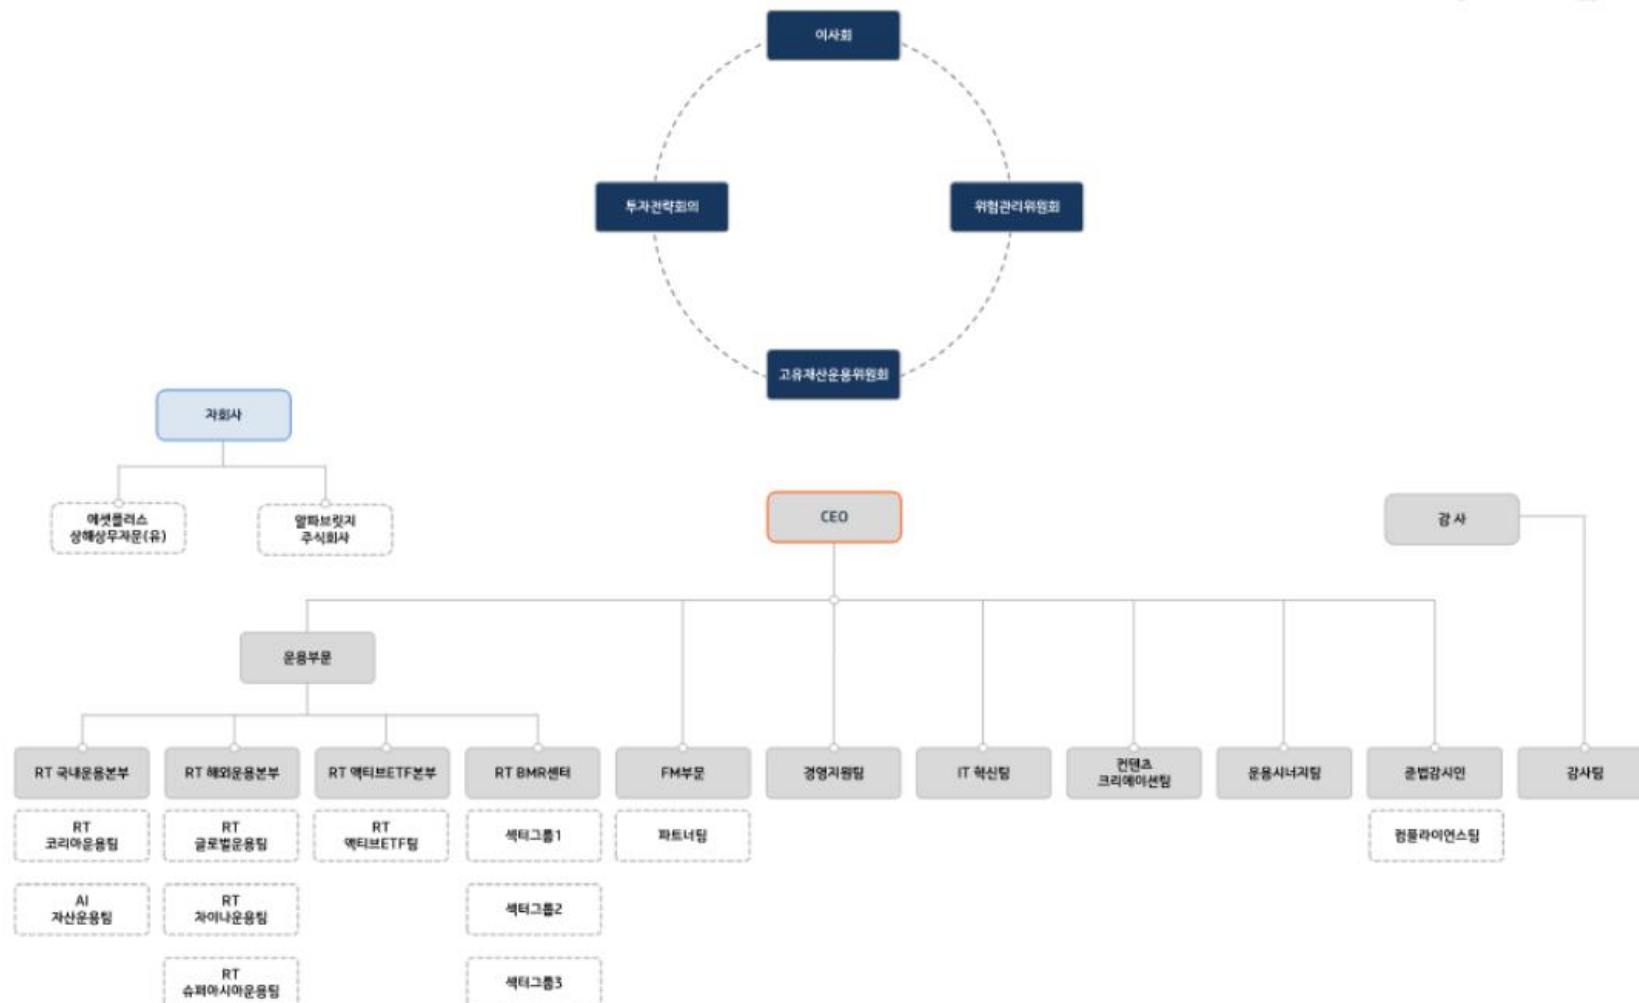 이사회
투자전략회의
위험관리위원회
고유재산운용위원회
자회사
에셋플러스
상해상무자문(유)
알파브릿지
주식회사
CEO
감 사
운용부문
RT 국내운용본부
RT 해외운용본부
RT 액티브ETF본부
RT BMR센터
FM부문
경영지원팀
IT 혁신팀
컨텐츠
크리에이션팀
운용시너지팀
준법감시인
감사팀
RT
코리아운용팀
RT
글로벌운용팀
RT
액티브ETF팀
섹터그룹1
파트너팀
컴플라이언스팀
AI
자산운용팀
RT
차이나운용팀
섹터그룹2
RT
슈퍼아시아운용팀
섹터그룹3